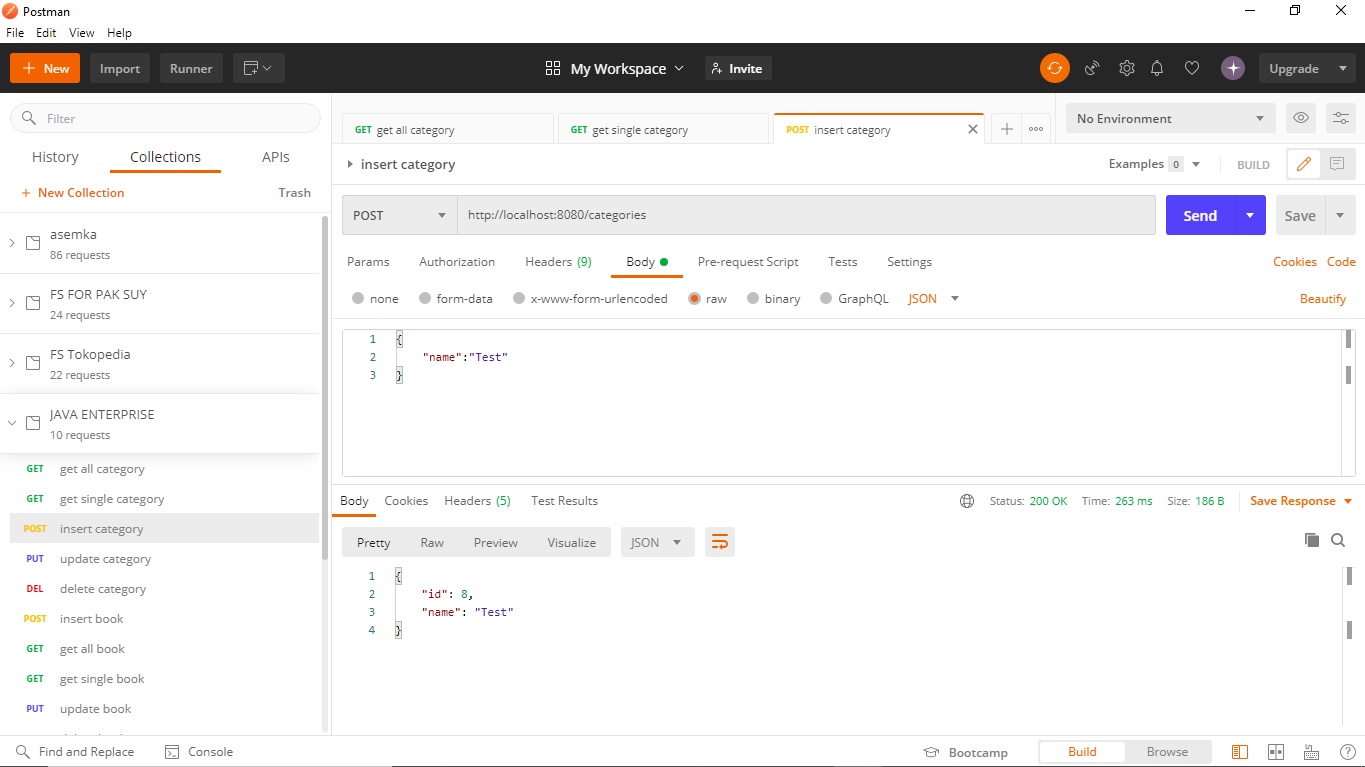 Postman
File Edit View Help
New Import Runner My Workspace Invite Upgrade
Filter
History Collections APIs
+ New Collection Trash
asemka
86 requests
FS FOR PAK SUY
24 requests
FS Tokopedia
22 requests
JAVA ENTERPRISE
10 requests
GET get all category
GET get single category
POST insert category
PUT update category
DEL delete category
POST insert book
GET get all book
GET get single book
PUT update book
GET get all category GET get single category POST insert category No Environment
insert category Examples 0 BUILD
POST http://localhost:8080/categories Send Save
Params Authorization Headers (9) Body Pre-request Script Tests Settings Cookies Code
none form-data x-www-form-urlencoded raw binary GraphQL JSON Beautify
1 {
2 "name":"Test"
3 }
Body Cookies Headers (5) Test Results Status: 200 OK Time: 263 ms Size: 186 B Save Response
Pretty Raw Preview Visualize JSON
1 {
2 "id": 8,
3 "name": "Test"
4 }
Find and Replace Console Bootcamp Build Browse